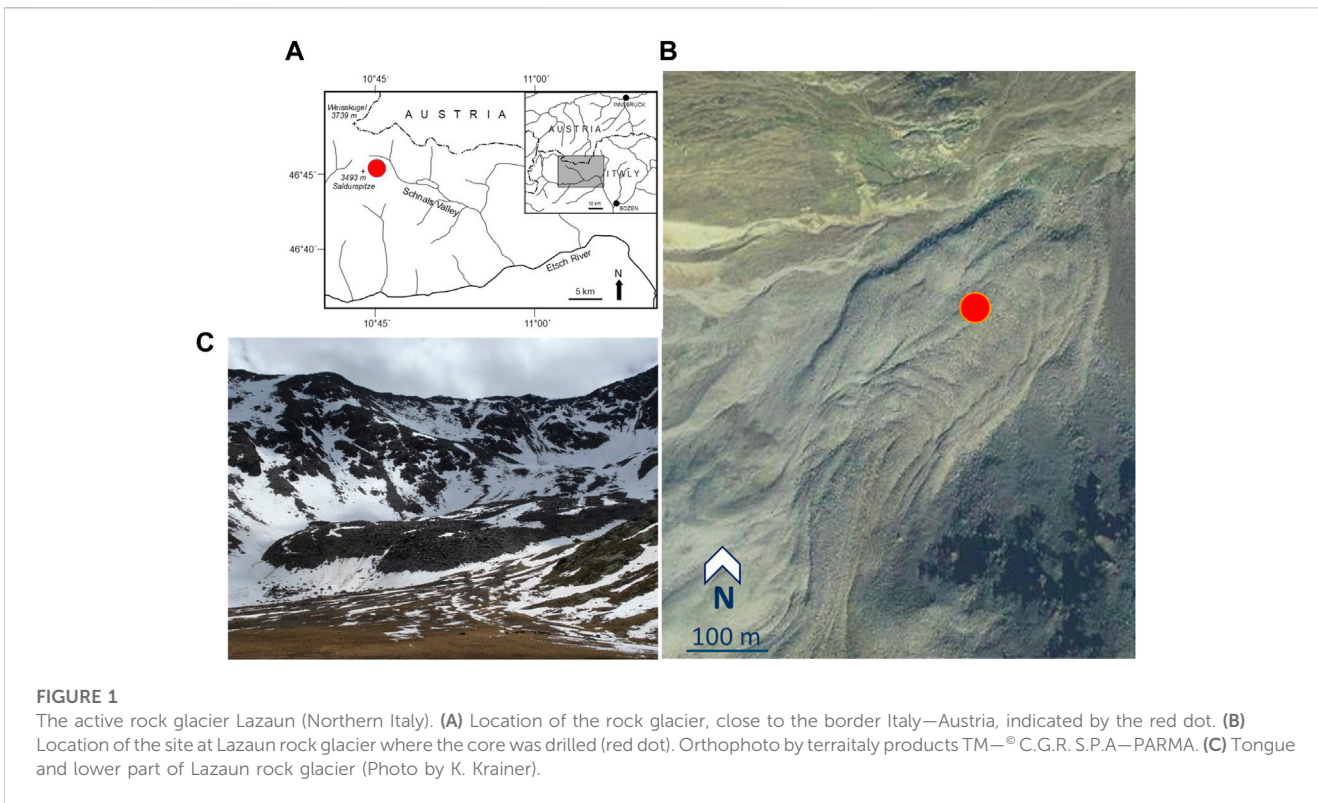 A
10°45'
11°00'
Weisskugel
3739 m
A U S T R I A
INNSBRUCK
AUSTRIA
ITALY
10 km
BOZEN
46°45'
3493 m
Saldurspitze
Schnals Valley
46°40'
Etsch River
N
5 km
10°45'
11°00'
B
N
100 m
C
FIGURE 1
The active rock glacier Lazaun (Northern Italy). (A) Location of the rock glacier, close to the border Italy—Austria, indicated by the red dot. (B)
Location of the site at Lazaun rock glacier where the core was drilled (red dot). Orthophoto by terraitaly products TM—© C.G.R. S.P.A—PARMA. (C) Tongue
and lower part of Lazaun rock glacier (Photo by K. Krainer).